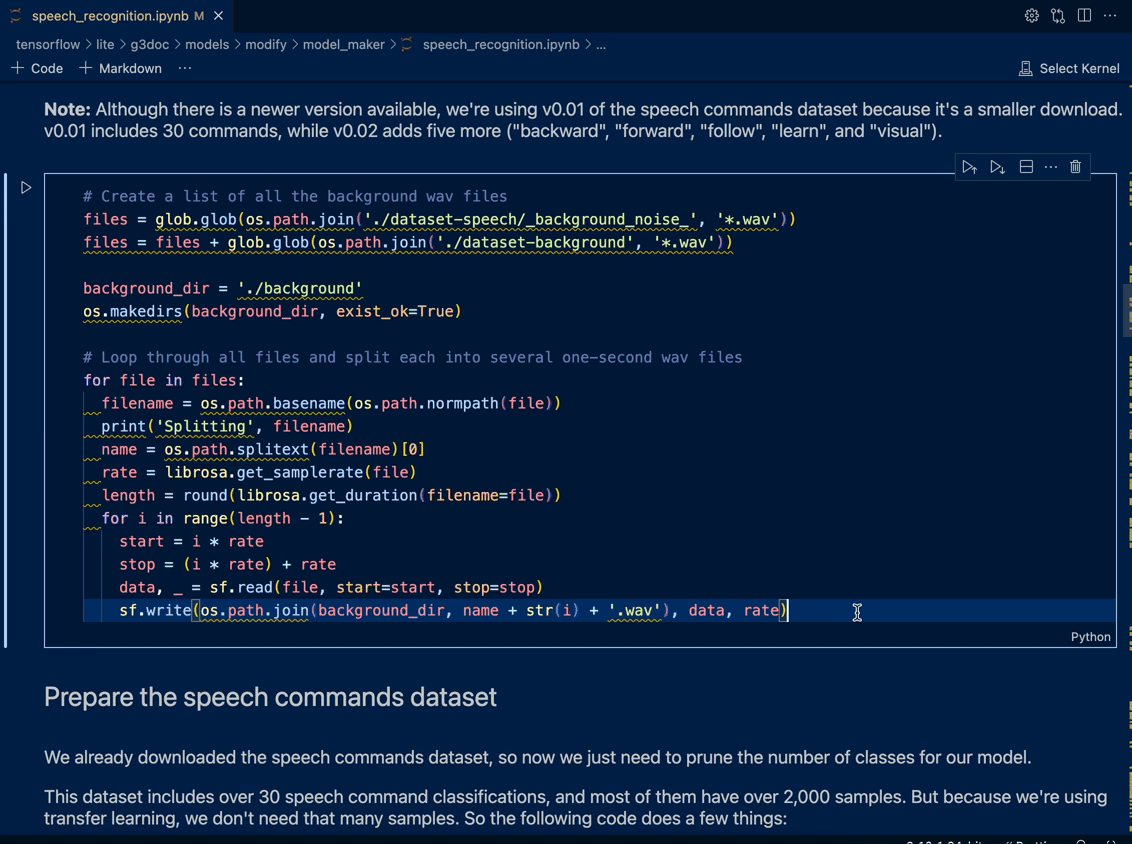 speech_recognition.ipynb M
tensorflow > lite > g3doc > models > modify > model_maker > speech_recognition.ipynb > ...
+ Code + Markdown ... Select Kernel
Note: Although there is a newer version available, we're using v0.01 of the speech commands dataset because it's a smaller download.
v0.01 includes 30 commands, while v0.02 adds five more ("backward", "forward", "follow", "learn", and "visual").
# Create a list of all the background wav files
files = glob.glob(os.path.join('./dataset-speech/_background_noise_', '*.wav'))
files = files + glob.glob(os.path.join('./dataset-background', '*.wav'))
background_dir = './background'
os.makedirs(background_dir, exist_ok=True)
# Loop through all files and split each into several one-second wav files
for file in files:
  filename = os.path.basename(os.path.normpath(file))
  print('Splitting', filename)
  name = os.path.splitext(filename)[0]
  rate = librosa.get_samplerate(file)
  length = round(librosa.get_duration(filename=file))
  for i in range(length - 1):
    start = i * rate
    stop = (i * rate) + rate
    data, _ = sf.read(file, start=start, stop=stop)
    sf.write(os.path.join(background_dir, name + str(i) + '.wav'), data, rate)
Python
Prepare the speech commands dataset
We already downloaded the speech commands dataset, so now we just need to prune the number of classes for our model.
This dataset includes over 30 speech command classifications, and most of them have over 2,000 samples. But because we're using
transfer learning, we don't need that many samples. So the following code does a few things: